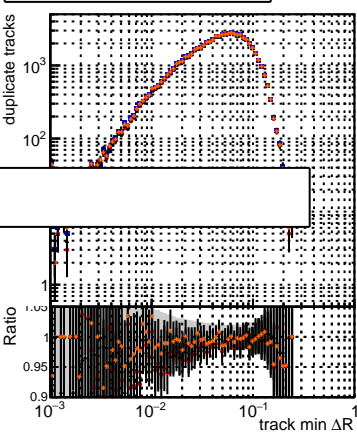 duplicate tracks
10³
10²
1
Ratio
1.05
1
0.95
0.9
10⁻³ 10⁻² 10⁻¹ 1
track min ΔR